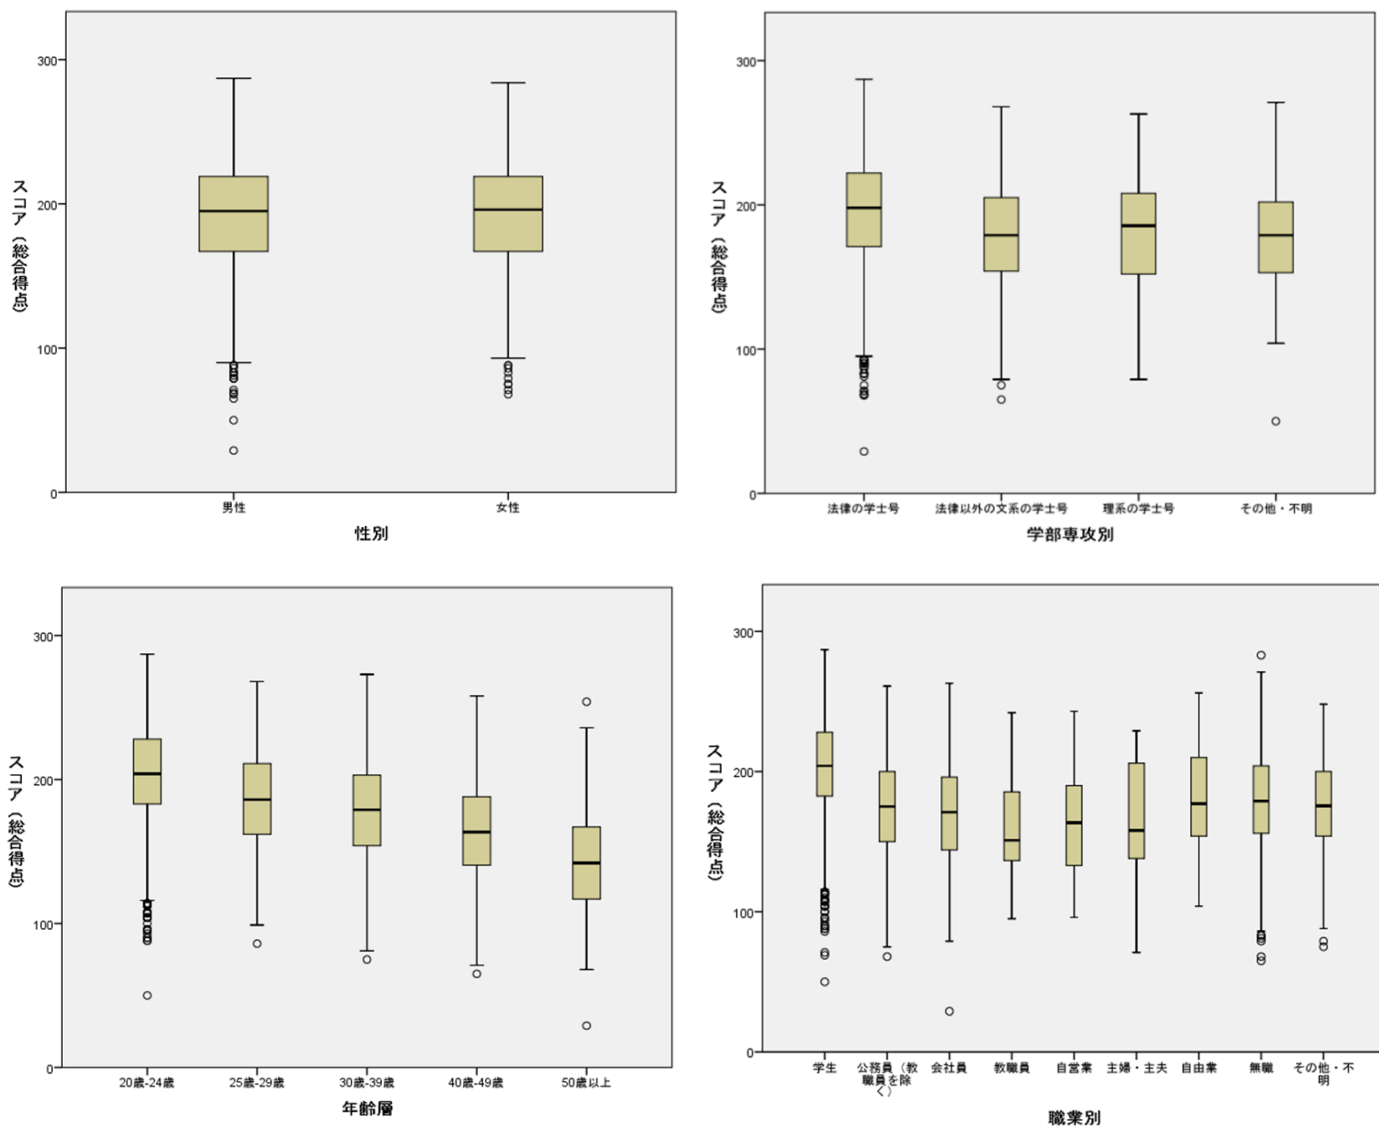 300
200
100
0
スコア（総合得点）
男性
女性
性別
300
200
100
0
スコア（総合得点）
法律の学士号
法律以外の文系の学士号
理系の学士号
その他・不明
学部専攻別
300
200
100
0
スコア（総合得点）
20歳-24歳
25歳-29歳
30歳-39歳
40歳-49歳
50歳以上
年齢層
300
200
100
0
スコア（総合得点）
学生
公務員（教
職員を除
く）
会社員
教職員
自営業
主婦・主夫
自由業
無職
その他・不
明
職業別